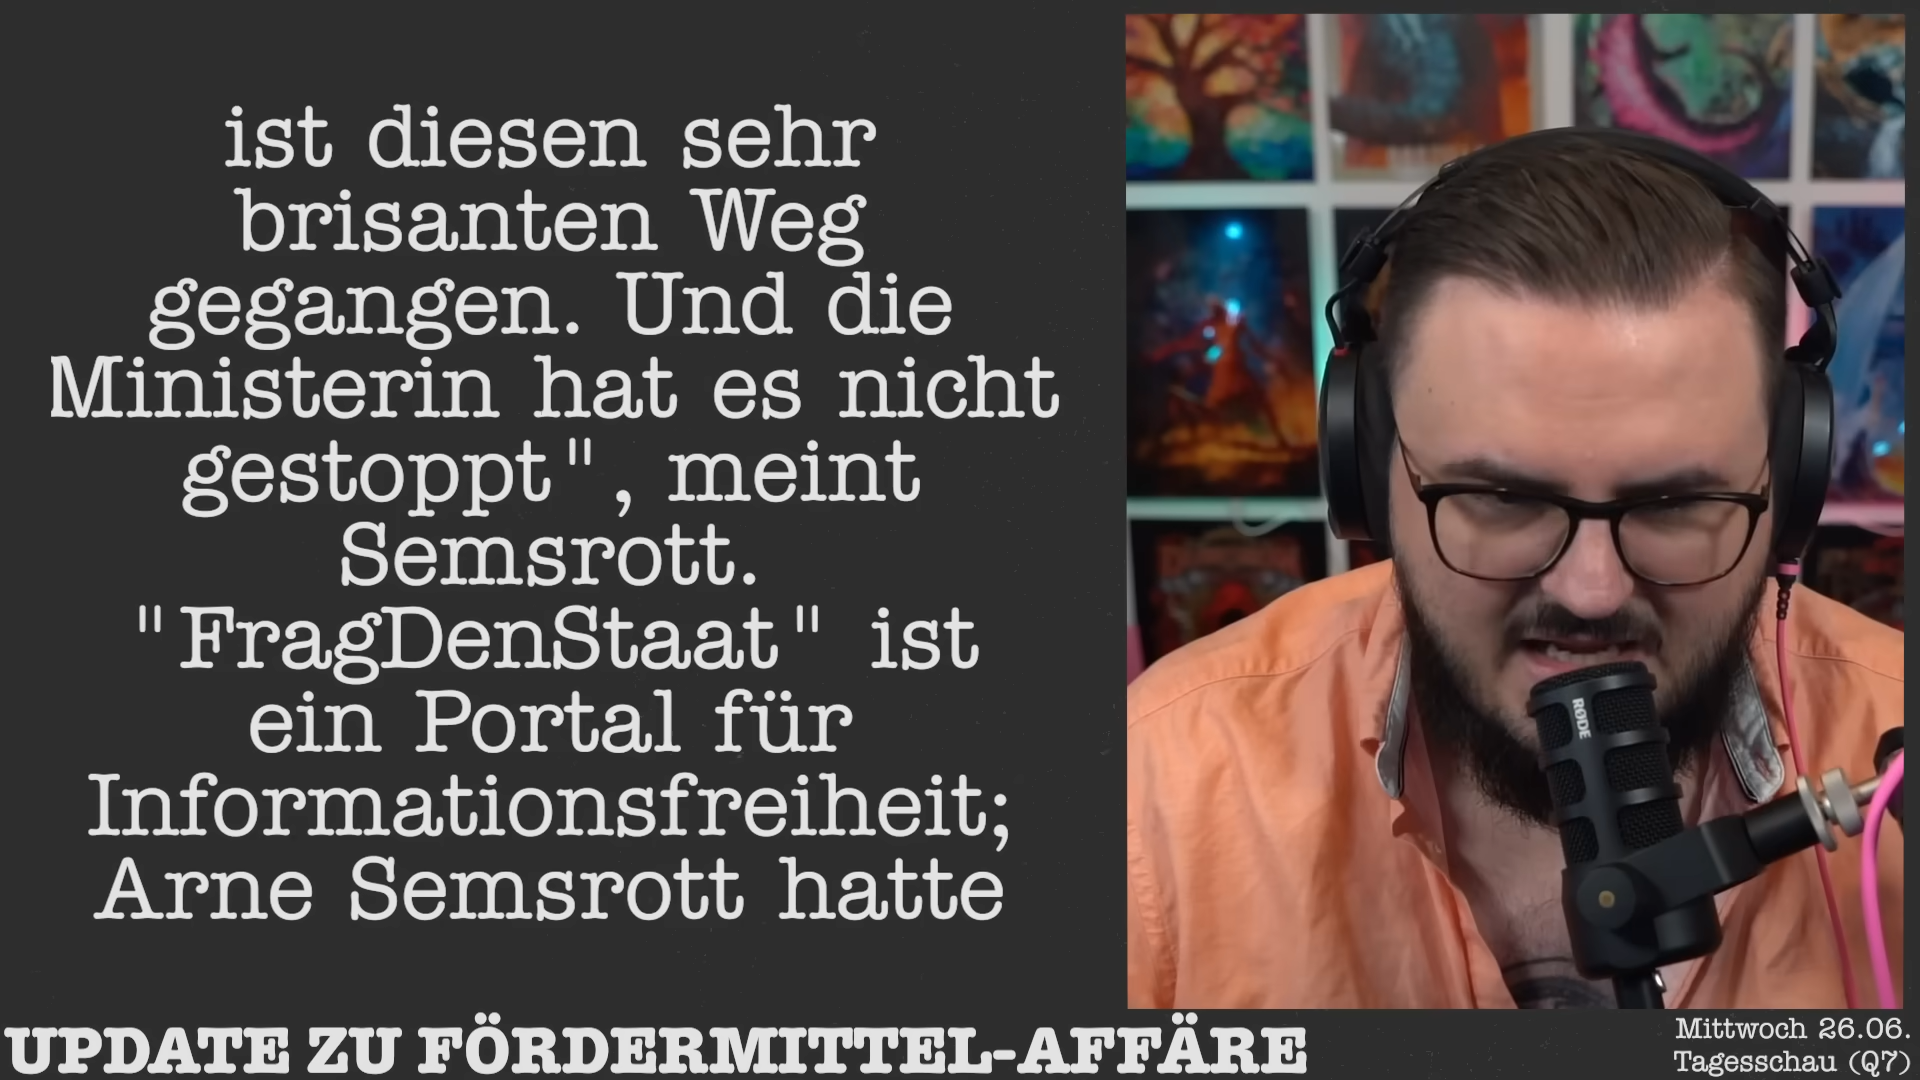 ist diesen sehr
brisanten Weg
gegangen. Und die
Ministerin hat es nicht
gestoppt", meint
Semsrott.
"FragDenStaat" ist
ein Portal für
Informationsfreiheit;
Arne Semsrott hatte
RØDE
UPDATE ZU FÖRDERMITTEL-AFFÄRE
Mittwoch 26.06.
Tagesschau (Q7)